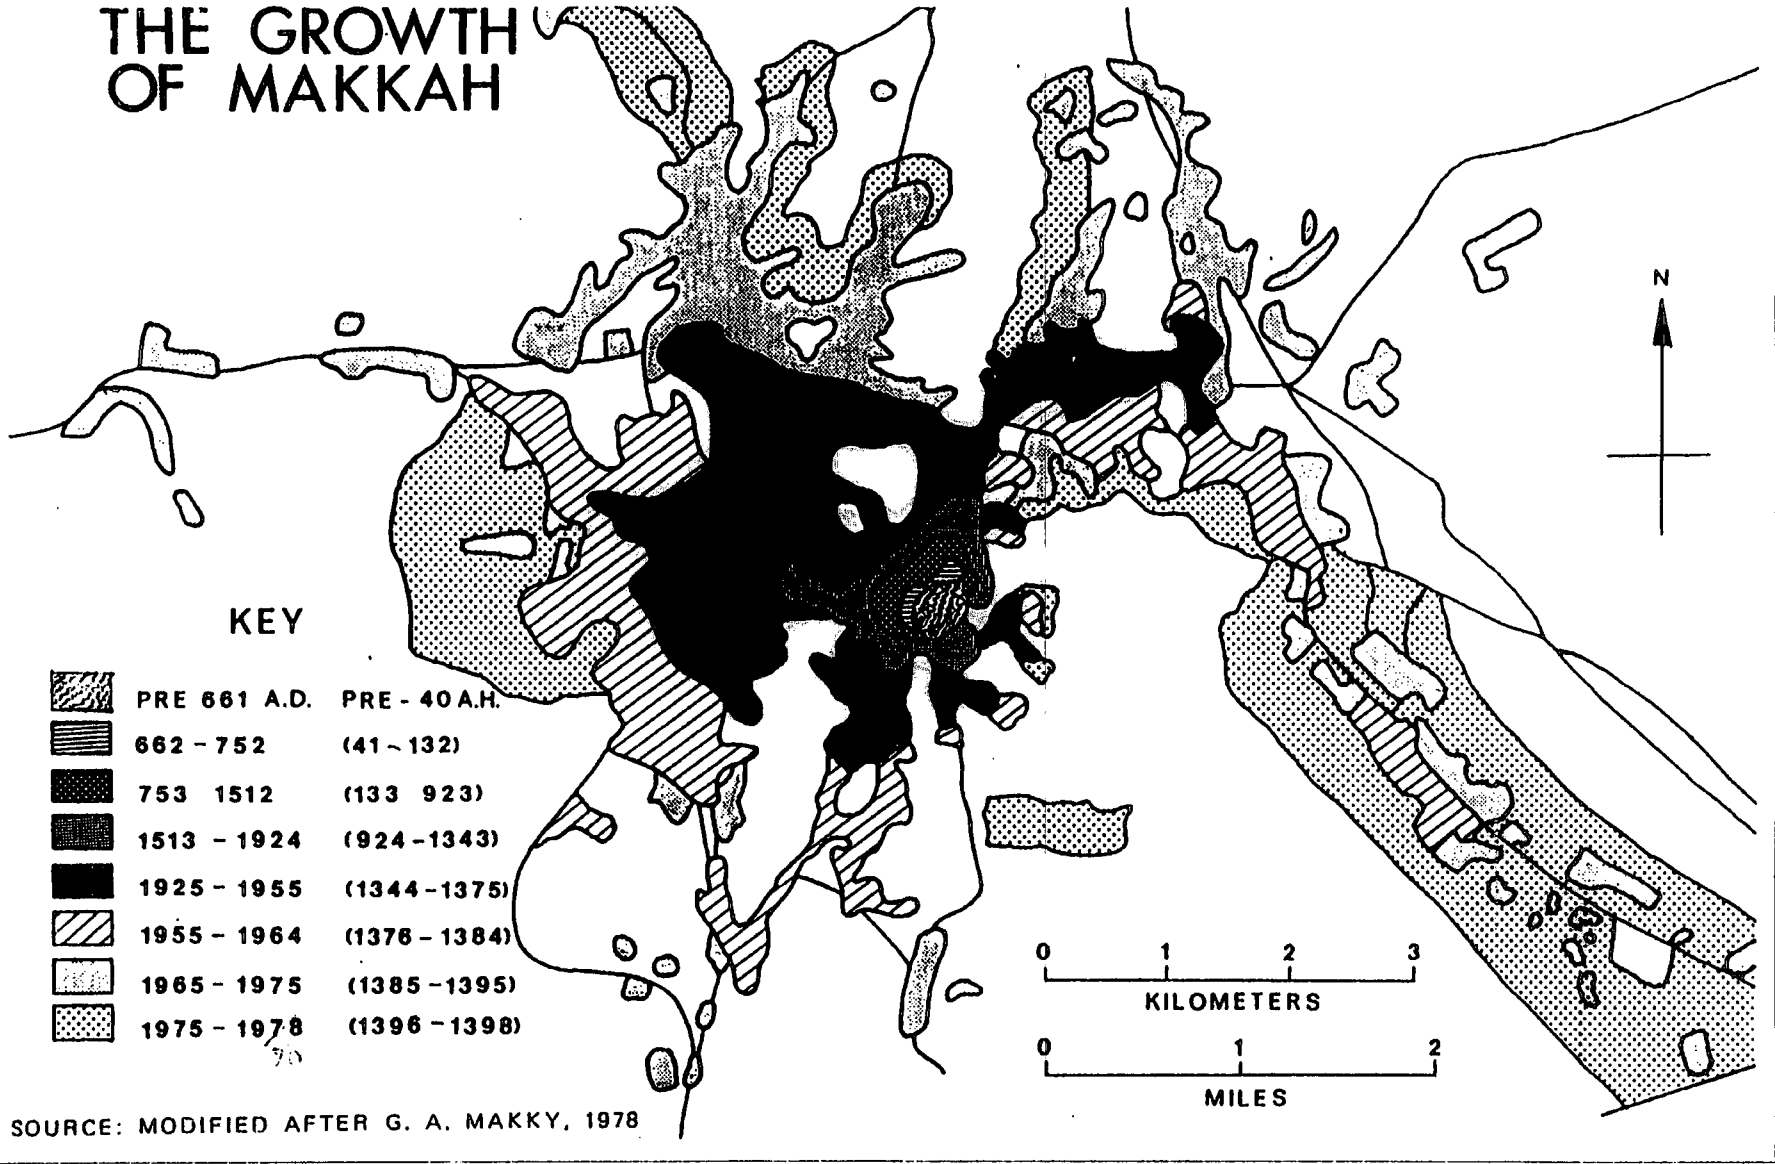 THE GROWTH
OF MAKKAH
N
KEY
PRE 661 A.D. PRE - 40 A.H.
662 - 752 (41 - 132)
753 1512 (133 923)
1513 - 1924 (924 - 1343)
1925 - 1955 (1344 - 1375)
1955 - 1964 (1376 - 1384)
1965 - 1975 (1385 - 1395)
1975 - 1978 (1396 - 1398)
0 1 2 3
KILOMETERS
0 1 2
MILES
SOURCE: MODIFIED AFTER G. A. MAKKY, 1978